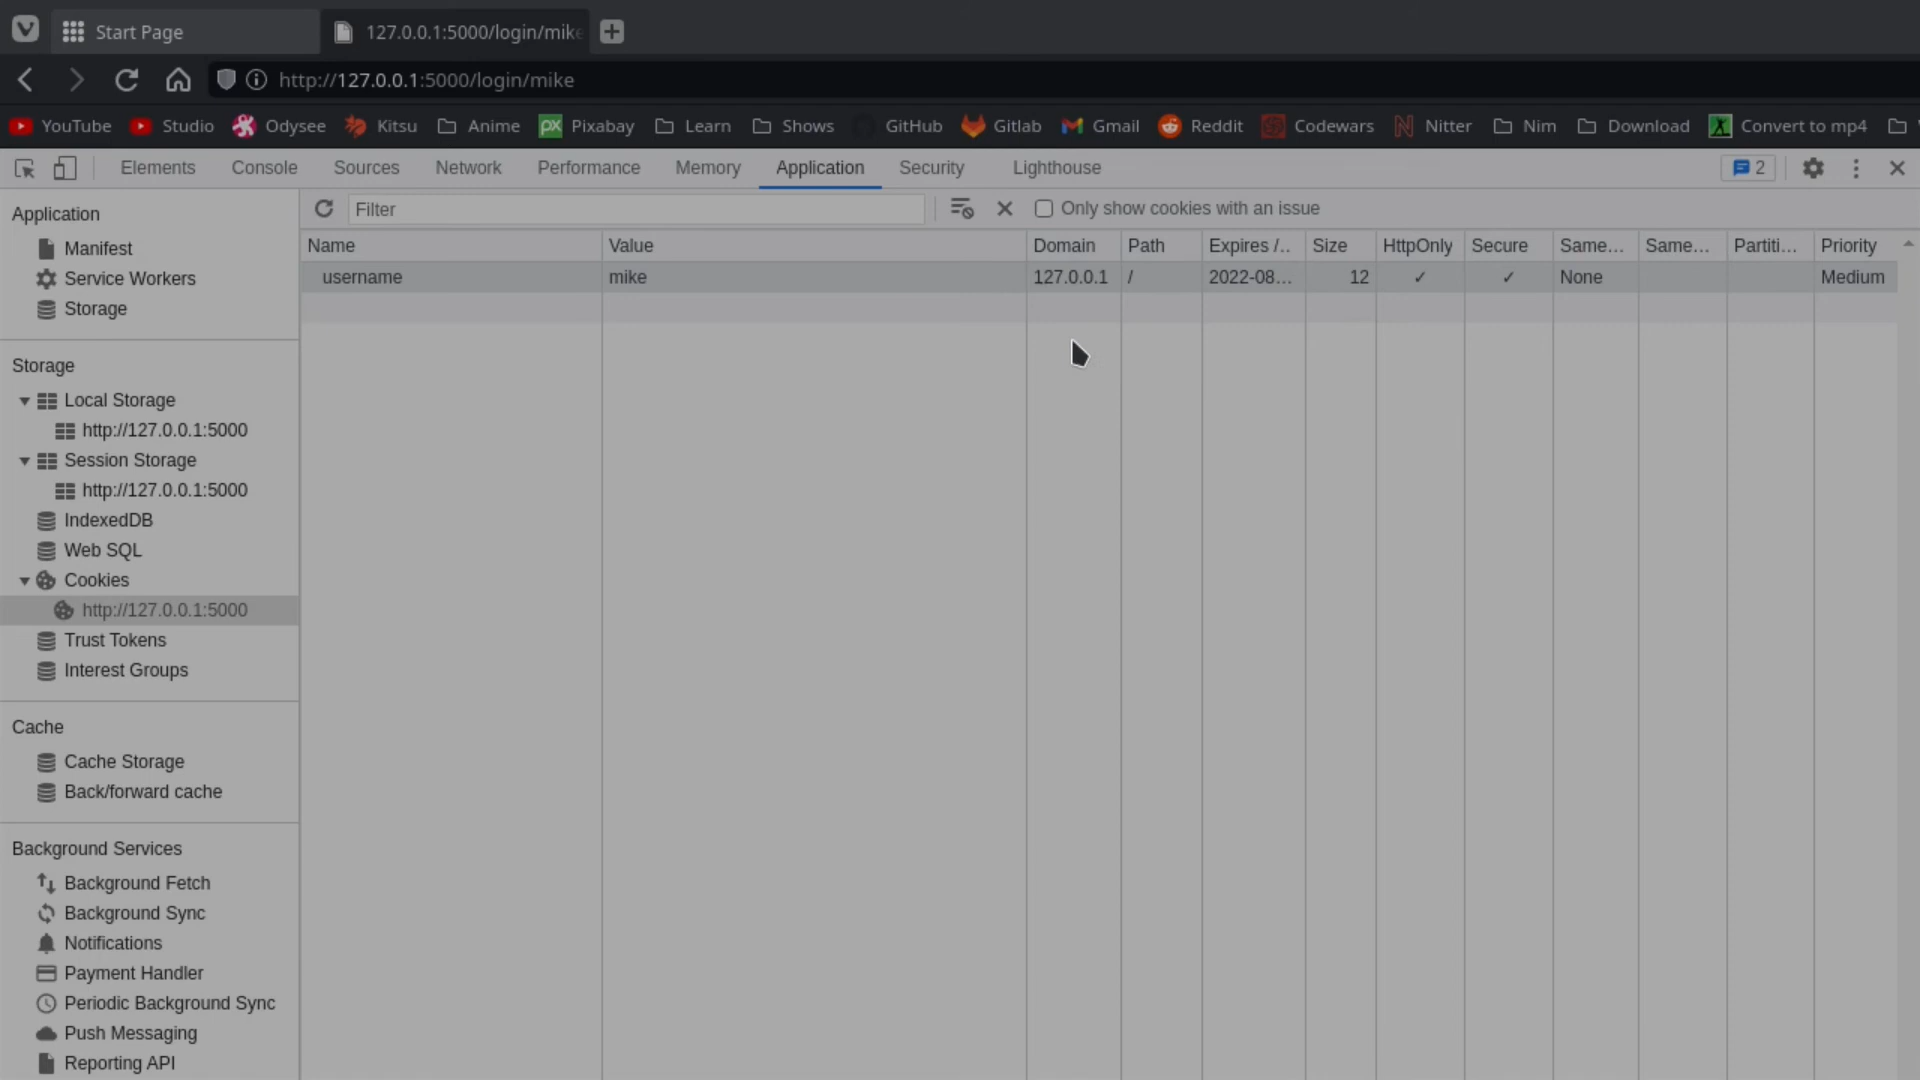 Start Page
127.0.0.1:5000/login/mike
http://127.0.0.1:5000/login/mike
YouTube Studio Odysee Kitsu Anime Pixabay Learn Shows GitHub Gitlab Gmail Reddit Codewars Nitter Nim Download Convert to mp4
Elements Console Sources Network Performance Memory Application Security Lighthouse 2
Application
Manifest
Service Workers
Storage
Storage
Local Storage
http://127.0.0.1:5000
Session Storage
http://127.0.0.1:5000
IndexedDB
Web SQL
Cookies
http://127.0.0.1:5000
Trust Tokens
Interest Groups
Cache
Cache Storage
Back/forward cache
Background Services
Background Fetch
Background Sync
Notifications
Payment Handler
Periodic Background Sync
Push Messaging
Reporting API
Filter
Only show cookies with an issue
Name Value Domain Path Expires /... Size HttpOnly Secure Same... Same... Partiti... Priority
username mike 127.0.0.1 / 2022-08... 12 ✓ ✓ None Medium